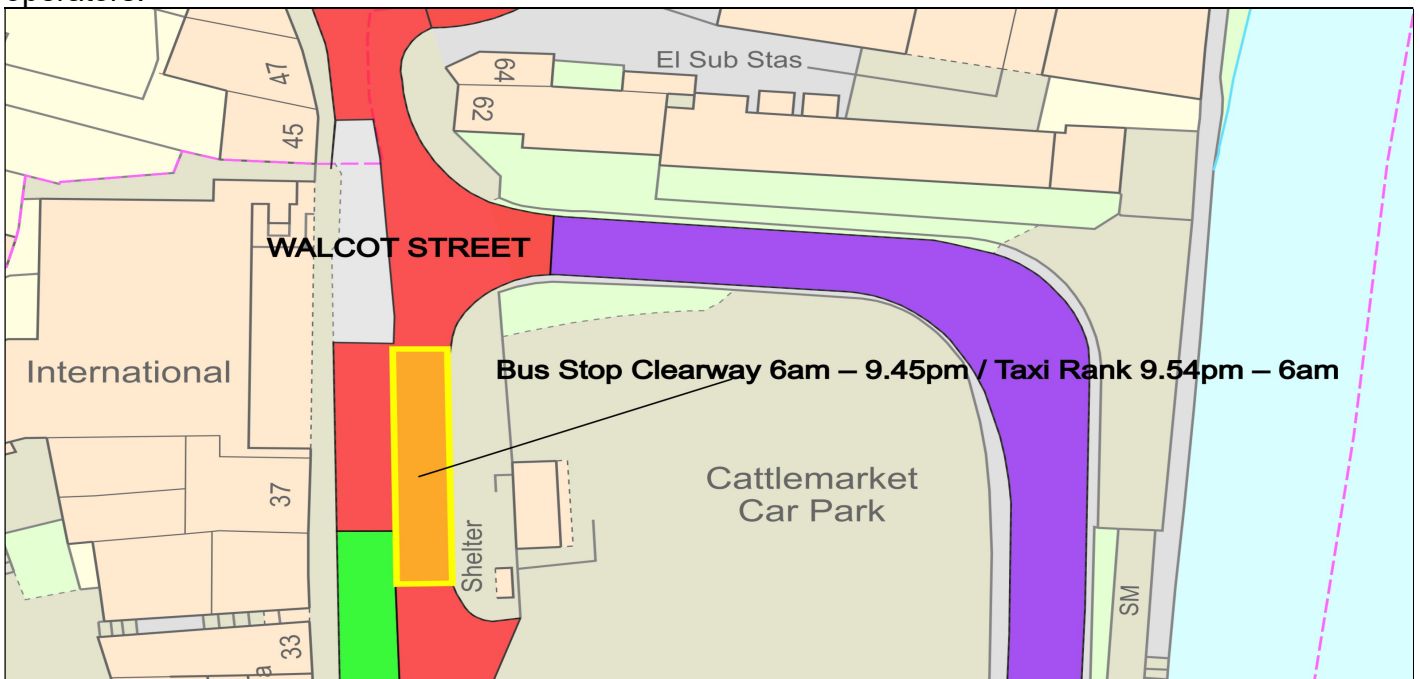 47
64
El Sub Stas
62
45
WALCOT STREET
International
Bus Stop Clearway 6am – 9.45pm / Taxi Rank 9.54pm – 6am
Cattlemarket
Car Park
37
Shelter
SM
33
a